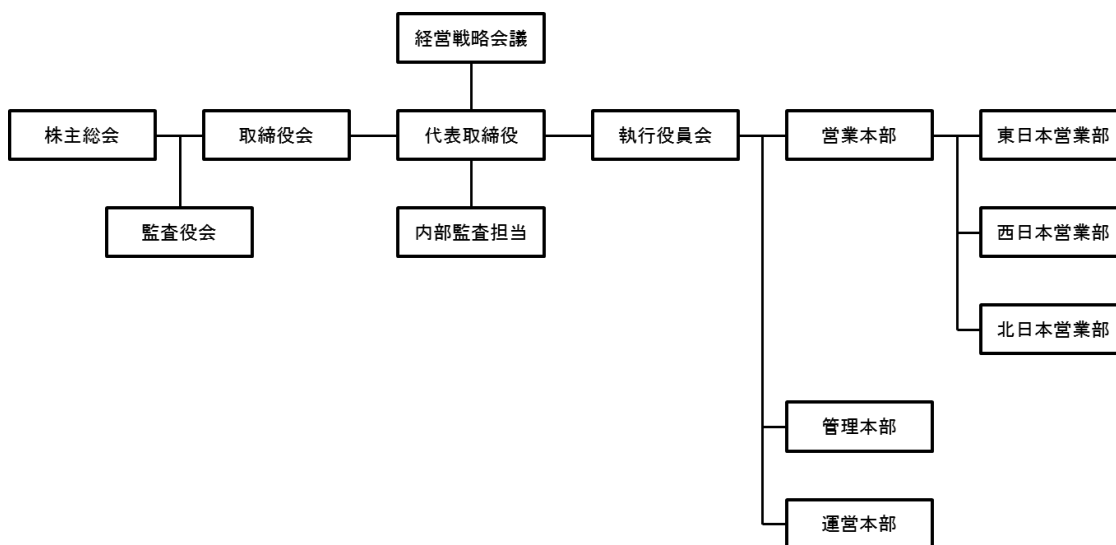 経営戦略会議
株主総会
取締役会
代表取締役
執行役員会
営業本部
東日本営業部
監査役会
内部監査担当
西日本営業部
北日本営業部
管理本部
運営本部